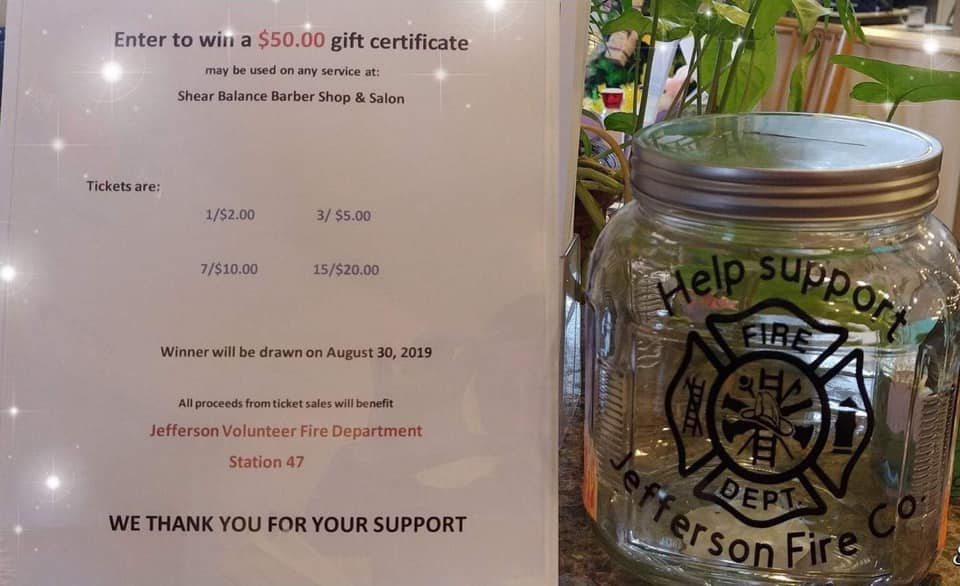 Enter to win a $50.00 gift certificate
may be used on any service at:
Shear Balance Barber Shop & Salon
Tickets are:
1/$2.00 3/ $5.00
7/$10.00 15/$20.00
Winner will be drawn on August 30, 2019
All proceeds from ticket sales will benefit
Jefferson Volunteer Fire Department
Station 47
WE THANK YOU FOR YOUR SUPPORT
Help support
FIRE
DEPT.
Jefferson Fire Co.